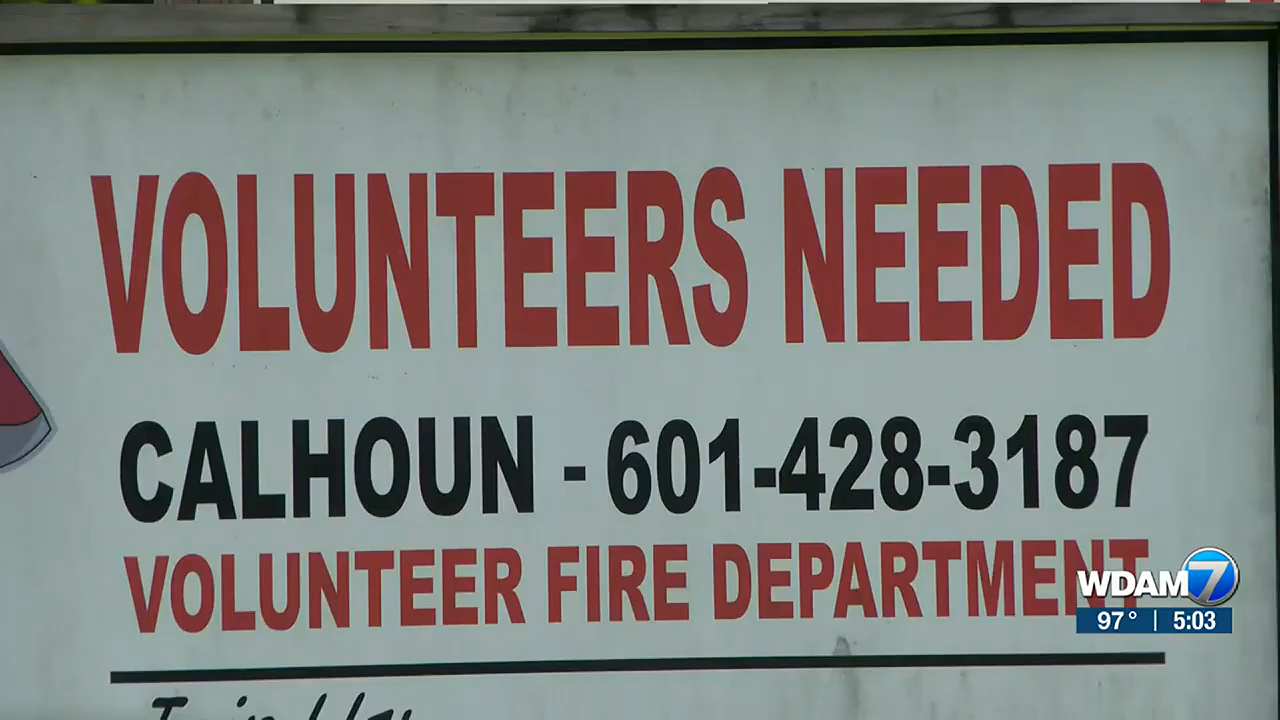 VOLUNTEERS NEEDED
CALHOUN - 601-428-3187
VOLUNTEER FIRE DEPARTMENT
WDAM 7
97° | 5:03